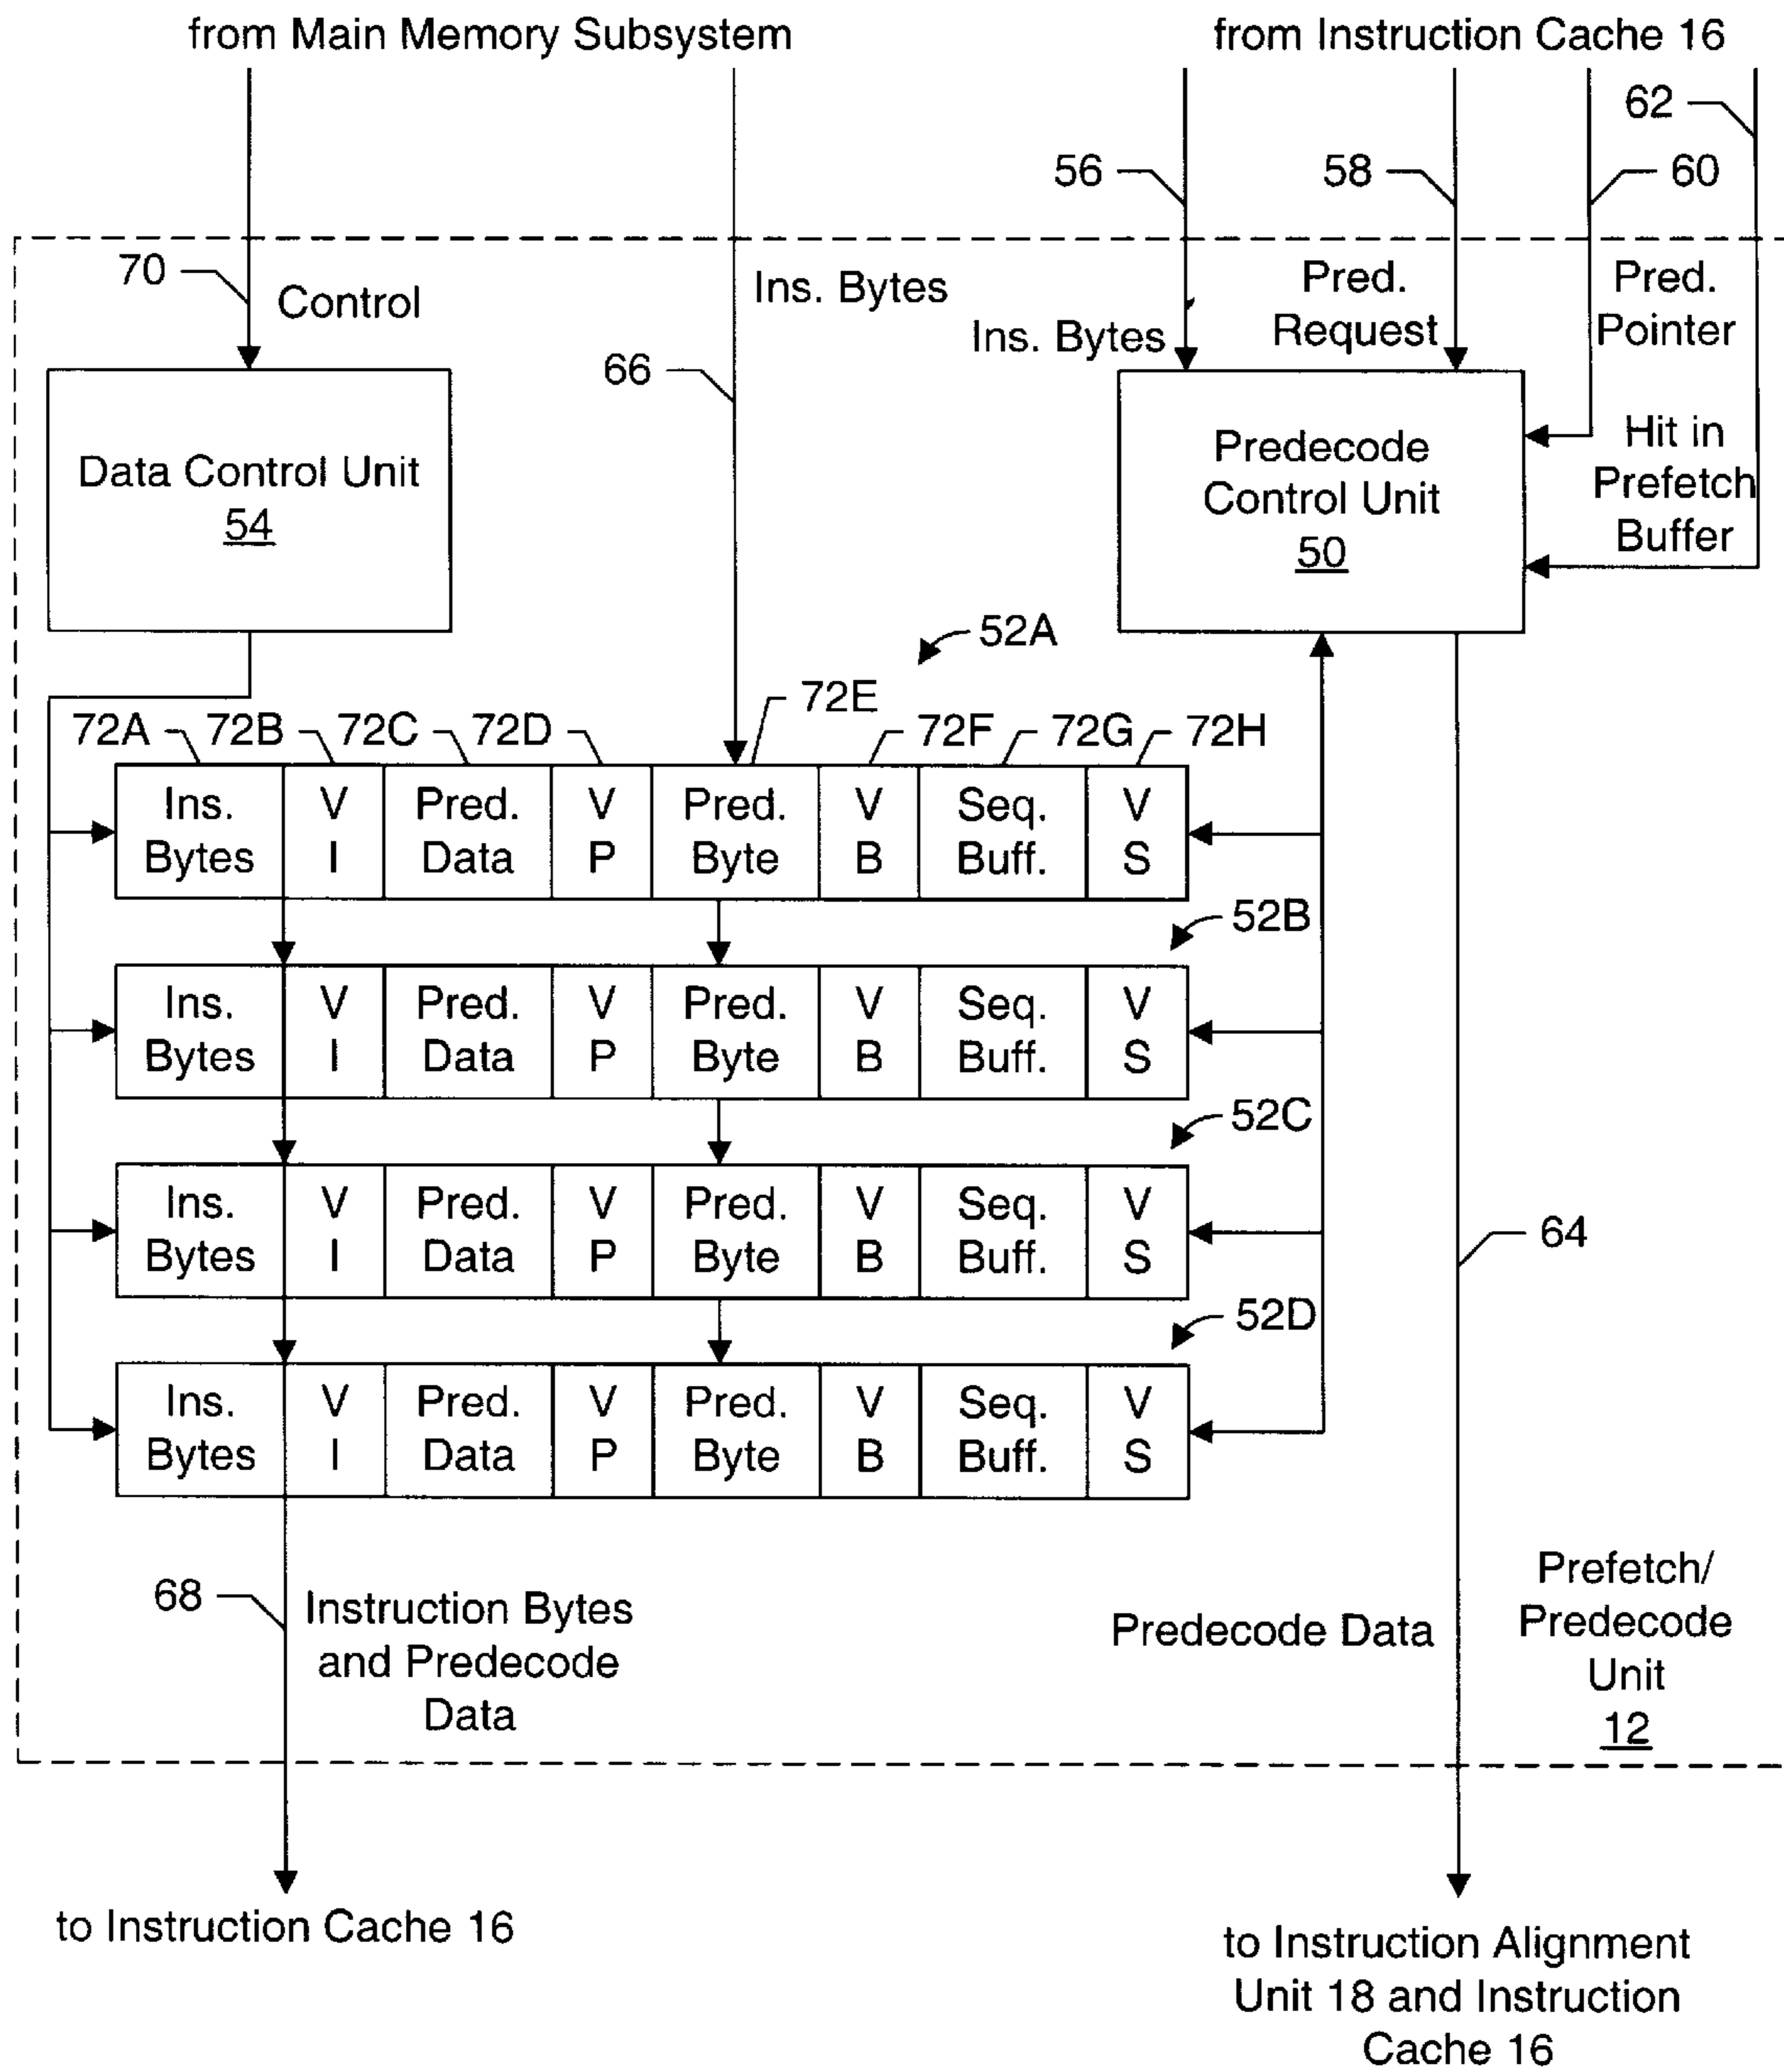 from Main Memory Subsystem
from Instruction Cache 16
62
56
58
60
70
Control
Ins. Bytes
Ins. Bytes
Pred.
Request
Pred.
Pointer
66
Data Control Unit
54
Predecode
Control Unit
50
Hit in
Prefetch
Buffer
52A
72A
72B
72C
72D
72E
72F
72G
72H
Ins. V Pred. V Pred. V Seq. V
Bytes I Data P Byte B Buff. S
52B
Ins. V Pred. V Pred. V Seq. V
Bytes I Data P Byte B Buff. S
52C
Ins. V Pred. V Pred. V Seq. V
Bytes I Data P Byte B Buff. S
64
52D
Ins. V Pred. V Pred. V Seq. V
Bytes I Data P Byte B Buff. S
68
Instruction Bytes
and Predecode
Data
Predecode Data
Prefetch/
Predecode
Unit
12
to Instruction Cache 16
to Instruction Alignment
Unit 18 and Instruction
Cache 16